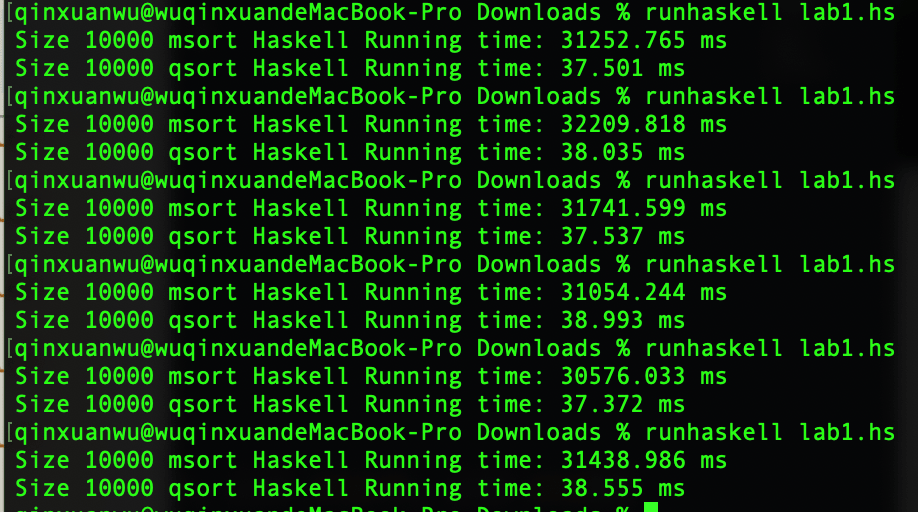 [qinxuanwu@wuqinxuandeMacBook-Pro Downloads % runhaskell lab1.hs
Size 10000 msort Haskell Running time: 31252.765 ms
Size 10000 qsort Haskell Running time: 37.501 ms
[qinxuanwu@wuqinxuandeMacBook-Pro Downloads % runhaskell lab1.hs
Size 10000 msort Haskell Running time: 32209.818 ms
Size 10000 qsort Haskell Running time: 38.035 ms
[qinxuanwu@wuqinxuandeMacBook-Pro Downloads % runhaskell lab1.hs
Size 10000 msort Haskell Running time: 31741.599 ms
Size 10000 qsort Haskell Running time: 37.537 ms
[qinxuanwu@wuqinxuandeMacBook-Pro Downloads % runhaskell lab1.hs
Size 10000 msort Haskell Running time: 31054.244 ms
Size 10000 qsort Haskell Running time: 38.993 ms
[qinxuanwu@wuqinxuandeMacBook-Pro Downloads % runhaskell lab1.hs
Size 10000 msort Haskell Running time: 30576.033 ms
Size 10000 qsort Haskell Running time: 37.372 ms
[qinxuanwu@wuqinxuandeMacBook-Pro Downloads % runhaskell lab1.hs
Size 10000 msort Haskell Running time: 31438.986 ms
Size 10000 qsort Haskell Running time: 38.555 ms
qinxuanwu@wuqinxuandeMacBook-Pro Downloads %